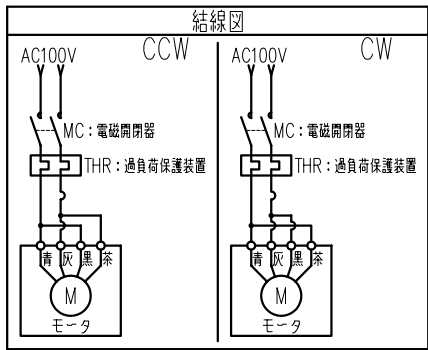 結線図
CCW
AC100V
MC：電磁開閉器
THR：過負荷保護装置
青 灰 黒 茶
M
モータ
CW
AC100V
MC：電磁開閉器
THR：過負荷保護装置
青 灰 黒 茶
M
モータ